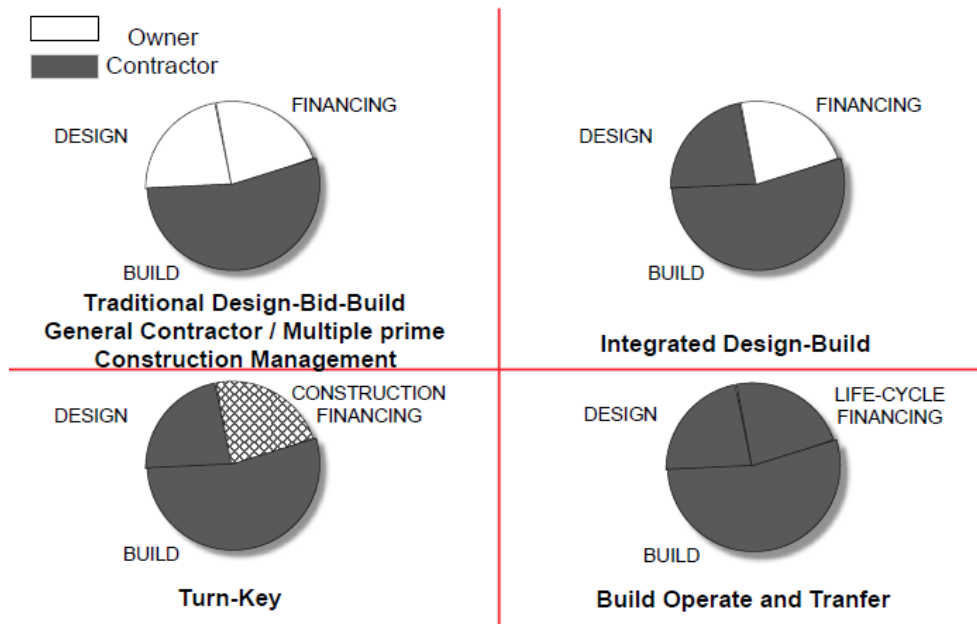 Owner
Contractor
FINANCING
DESIGN
BUILD
Traditional Design-Bid-Build
General Contractor / Multiple prime
Construction Management
FINANCING
DESIGN
BUILD
Integrated Design-Build
CONSTRUCTION
FINANCING
DESIGN
BUILD
Turn-Key
LIFE-CYCLE
FINANCING
DESIGN
BUILD
Build Operate and Tranfer